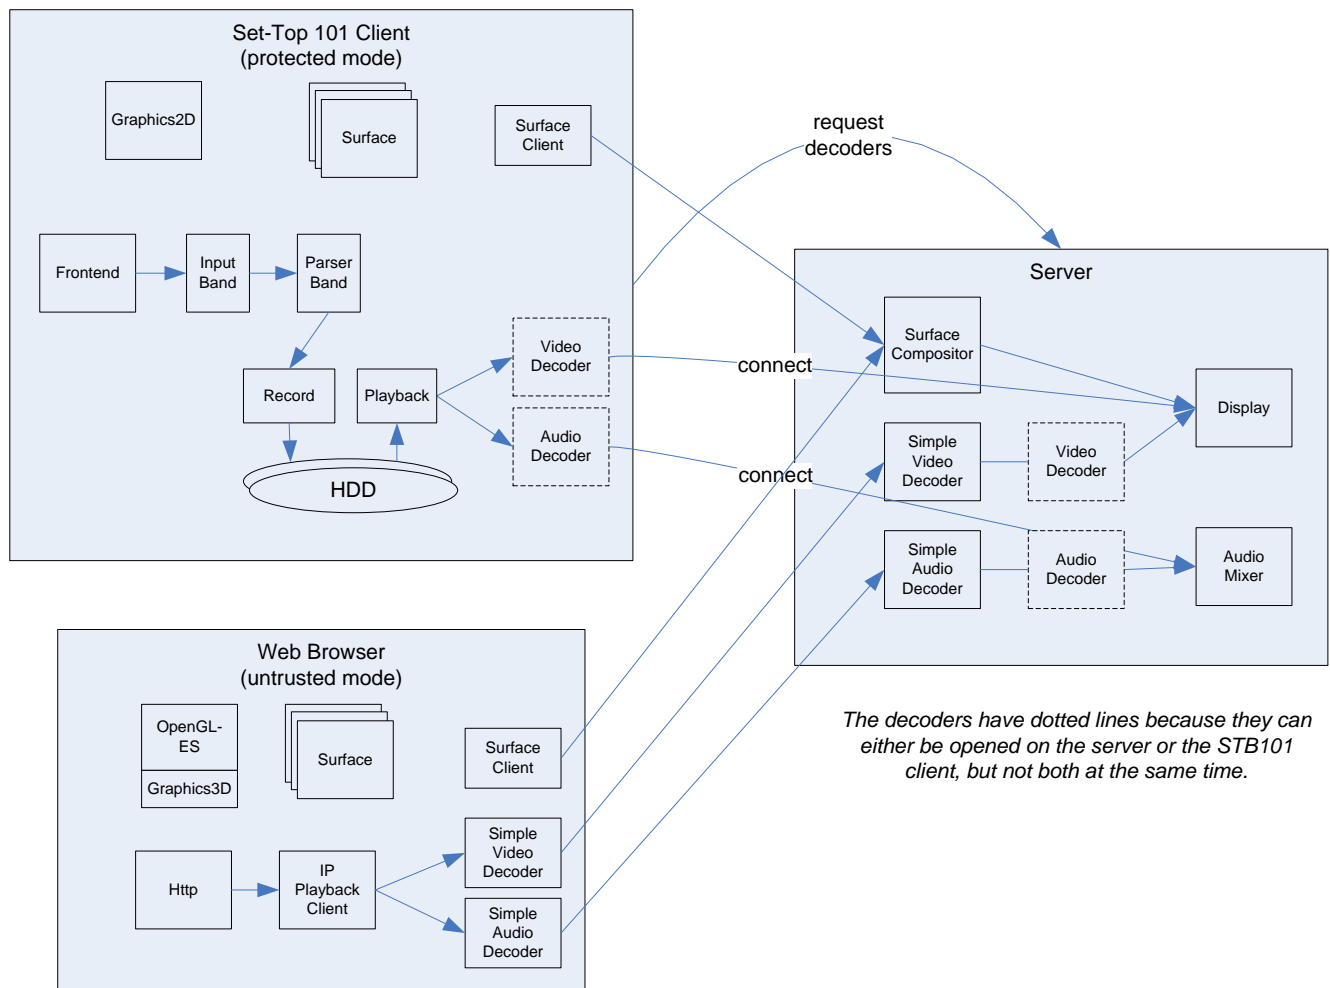 Set-Top 101 Client
(protected mode)
Graphics2D
Surface
Surface
Client
request
decoders
Frontend
Input
Band
Parser
Band
Record
Playback
Video
Decoder
Audio
Decoder
HDD
connect
connect
Server
Surface
Compositor
Display
Simple
Video
Decoder
Video
Decoder
Simple
Audio
Decoder
Audio
Decoder
Audio
Mixer
Web Browser
(untrusted mode)
OpenGL-
ES
Graphics3D
Surface
Surface
Client
Http
IP
Playback
Client
Simple
Video
Decoder
Simple
Audio
Decoder
The decoders have dotted lines because they can
either be opened on the server or the STB101
client, but not both at the same time.